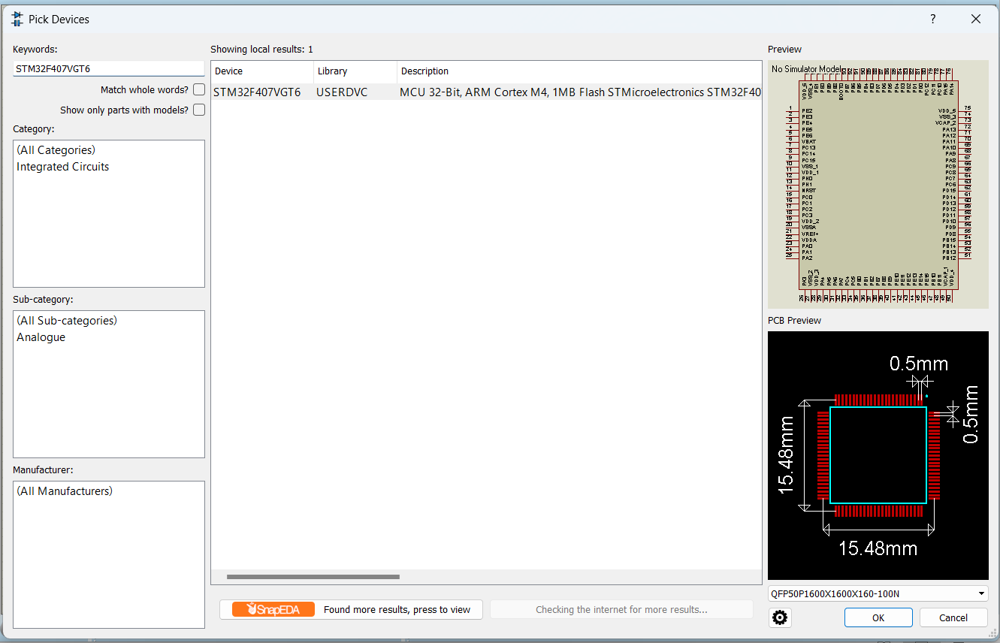 Pick Devices
?
Keywords:
STM32F407VGT6
Match whole words?
Show only parts with models?
Category:
(All Categories)
Integrated Circuits
Sub-category:
(All Sub-categories)
Analogue
Manufacturer:
(All Manufacturers)
Showing local results: 1
Device Library Description
STM32F407VGT6 USERDVC MCU 32-Bit, ARM Cortex M4, 1MB Flash STMicroelectronics STM32F40
SnapEDA Found more results, press to view
Checking the internet for more results...
Preview
No Simulator Model
1 PE2
2 PE3
3 PE4
4 PE5
5 PE6
6 VBAT
7 PC13
8 PC14
9 PC15
10 VSS_1
11 VDD_1
12 PH0
13 PH1
14 NRST
15 PC0
16 PC1
17 PC2
18 PC3
19 VDD_2
20 VSSA
21 VREF+
22 VDDA
23 PA0
24 PA1
25 PA2
VDD_5 75
VSS_3 74
VCAP_2 73
PA13 72
PA12 71
PA11 70
PA10 69
PA9 68
PA8 67
PC9 66
PC8 65
PC7 64
PC6 63
PD15 62
PD14 61
PD13 60
PD12 59
PD11 58
PD10 57
PD9 56
PD8 55
PB15 54
PB14 53
PB13 52
PB12 51
PCB Preview
0.5mm
0.5mm
15.48mm
15.48mm
QFP50P1600X1600X160-100N
OK
Cancel